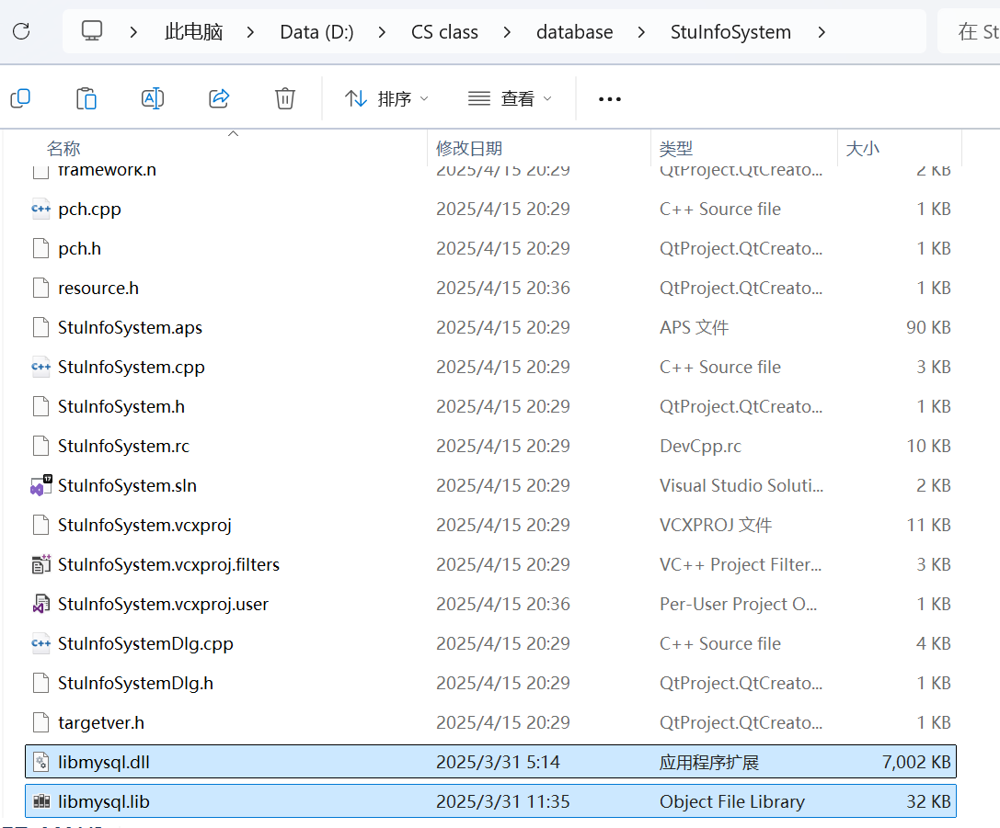 此电脑 > Data (D:) > CS class > database > StuInfoSystem >
在 St
排序 查看
名称 修改日期 类型 大小
framework.h 2025/4/15 20:29 QtProject.QtCreato... 2 KB
pch.cpp 2025/4/15 20:29 C++ Source file 1 KB
pch.h 2025/4/15 20:29 QtProject.QtCreato... 1 KB
resource.h 2025/4/15 20:36 QtProject.QtCreato... 1 KB
StuInfoSystem.aps 2025/4/15 20:29 APS 文件 90 KB
StuInfoSystem.cpp 2025/4/15 20:29 C++ Source file 3 KB
StuInfoSystem.h 2025/4/15 20:29 QtProject.QtCreato... 1 KB
StuInfoSystem.rc 2025/4/15 20:29 DevCpp.rc 10 KB
StuInfoSystem.sln 2025/4/15 20:29 Visual Studio Soluti... 2 KB
StuInfoSystem.vcxproj 2025/4/15 20:29 VCXPROJ 文件 11 KB
StuInfoSystem.vcxproj.filters 2025/4/15 20:29 VC++ Project Filter... 3 KB
StuInfoSystem.vcxproj.user 2025/4/15 20:36 Per-User Project O... 1 KB
StuInfoSystemDlg.cpp 2025/4/15 20:29 C++ Source file 4 KB
StuInfoSystemDlg.h 2025/4/15 20:29 QtProject.QtCreato... 1 KB
targetver.h 2025/4/15 20:29 QtProject.QtCreato... 1 KB
libmysql.dll 2025/3/31 5:14 应用程序扩展 7,002 KB
libmysql.lib 2025/3/31 11:35 Object File Library 32 KB